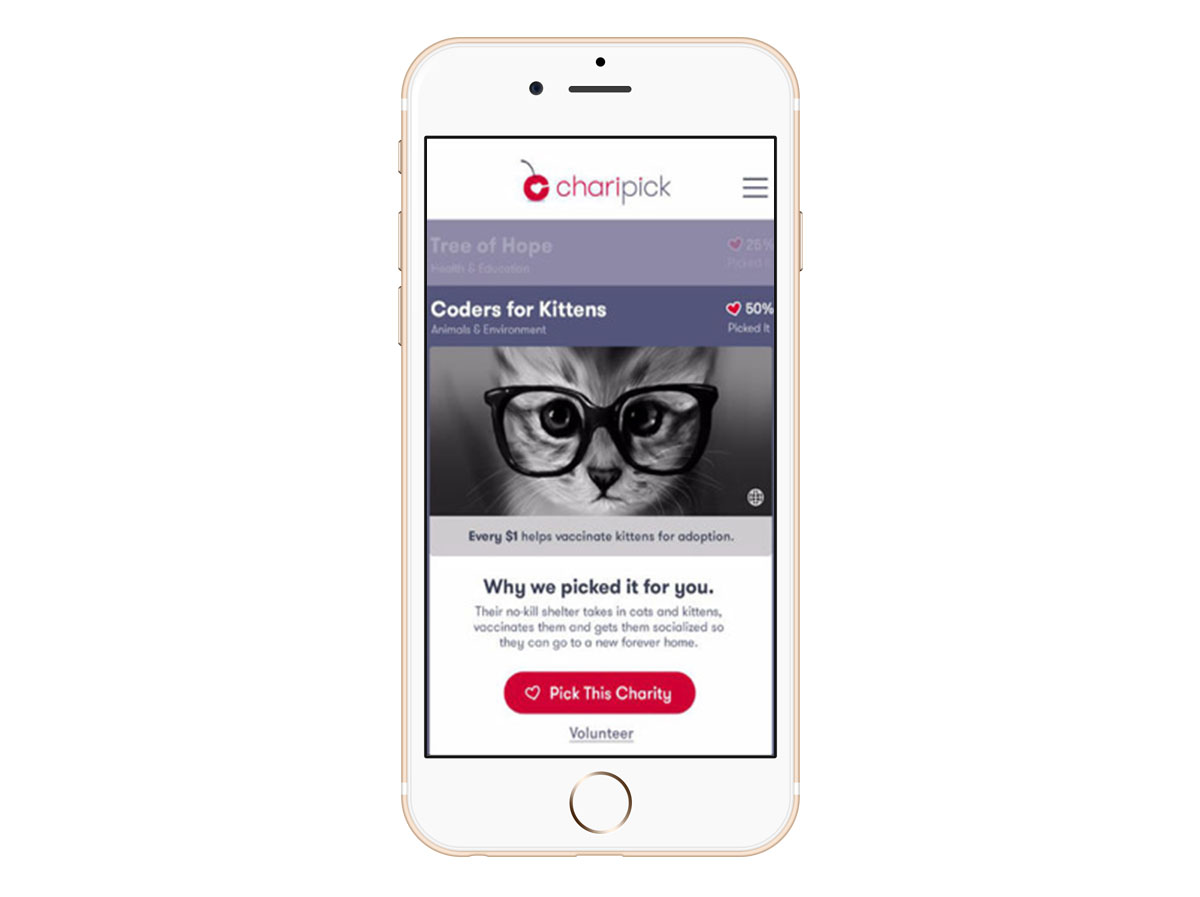 charipick
Tree of Hope
25%
Health & Education
Picked It
Coders for Kittens
50%
Animals & Environment
Picked It
Every $1 helps vaccinate kittens for adoption.
Why we picked it for you.
Their no-kill shelter takes in cats and kittens,
vaccinates them and gets them socialized so
they can go to a new forever home.
Pick This Charity
Volunteer